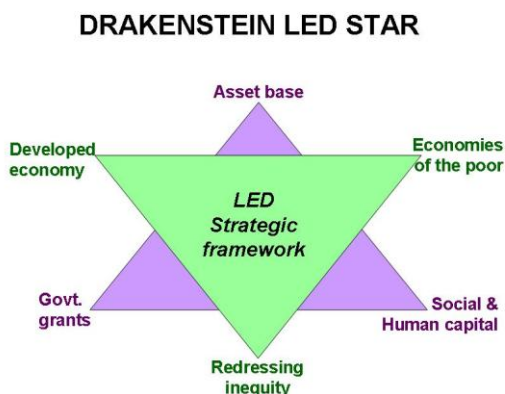 DRAKENSTEIN LED STAR
Asset base
Developed
economy
Economies
of the poor
LED
Strategic
framework
Govt.
grants
Social &
Human capital
Redressing
inequity